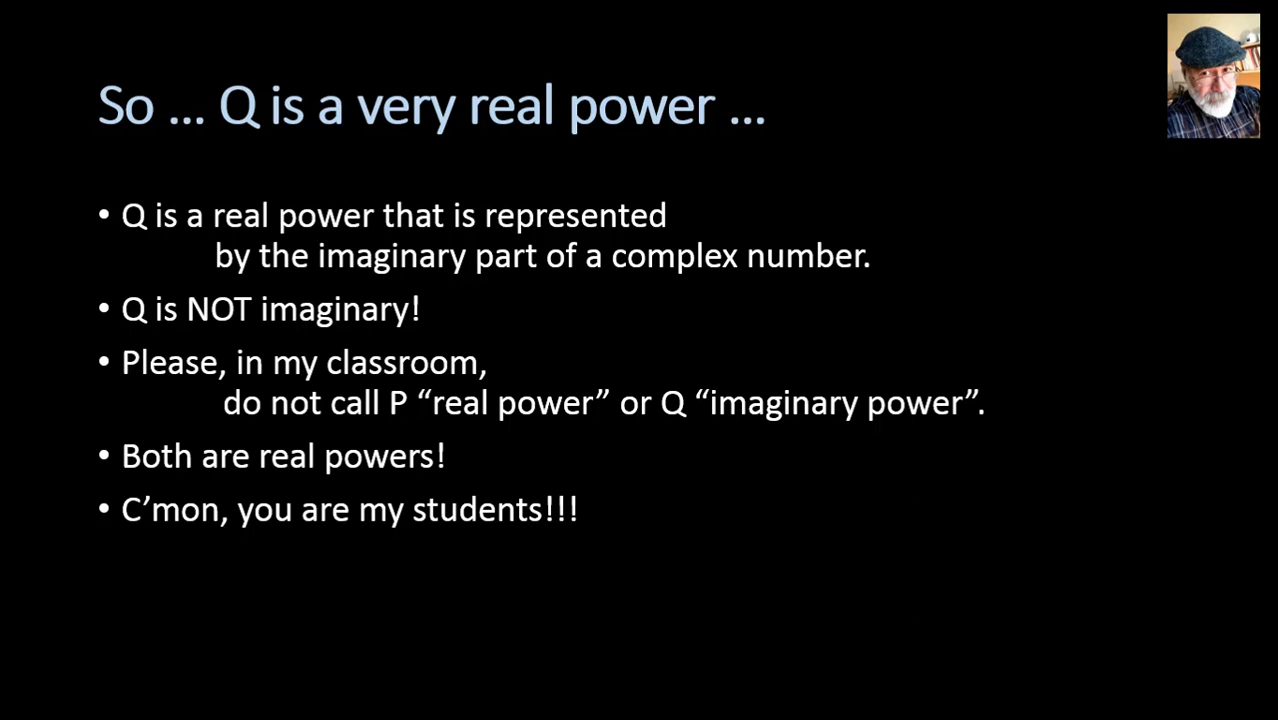 So … Q is a very real power …
• Q is a real power that is represented
by the imaginary part of a complex number.
• Q is NOT imaginary!
• Please, in my classroom,
do not call P “real power” or Q “imaginary power”.
• Both are real powers!
• C’mon, you are my students!!!